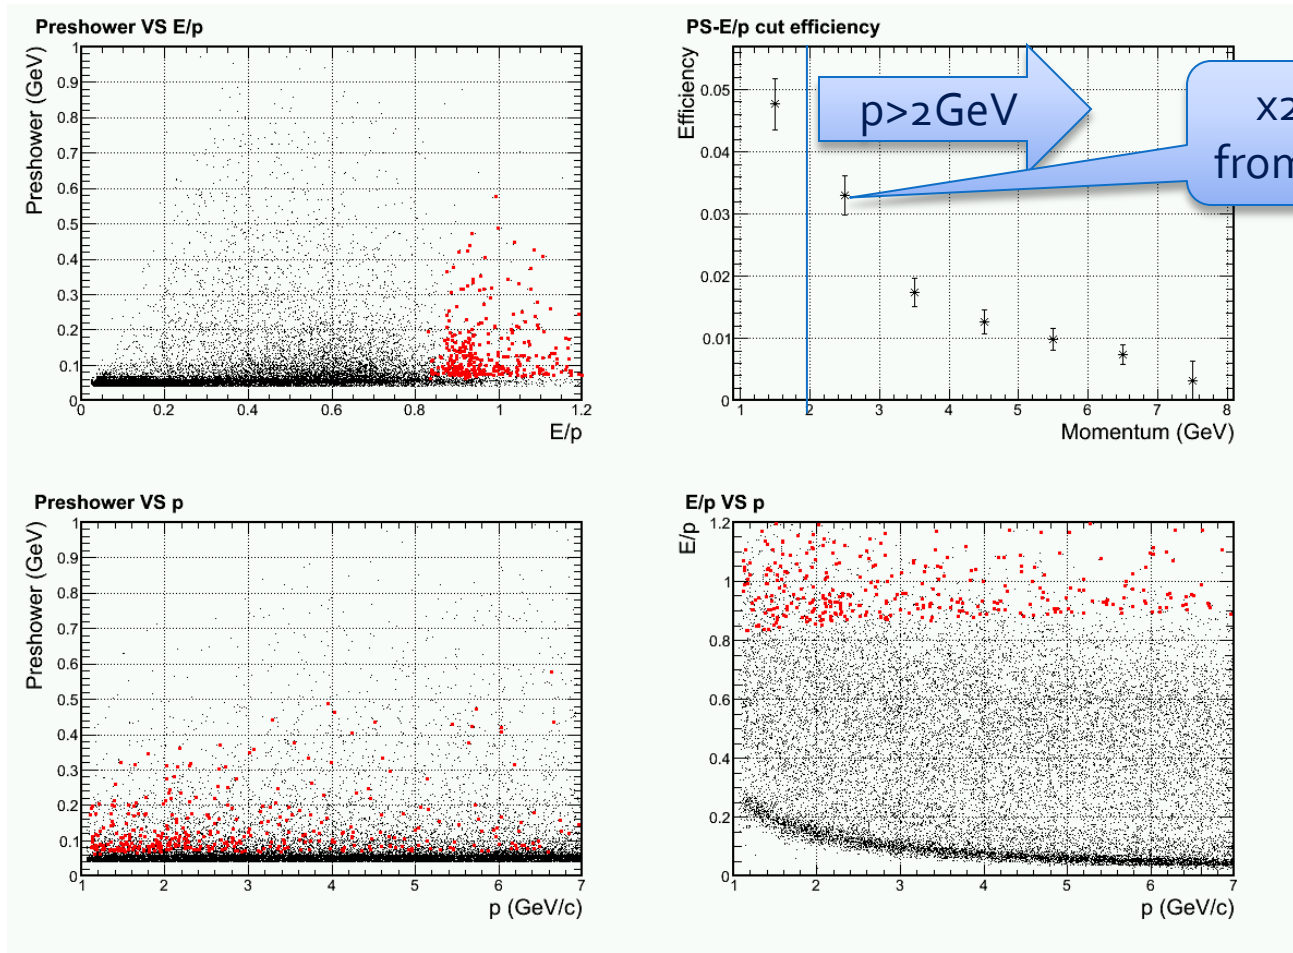 Preshower VS E/p
Preshower (GeV)
1
0.9
0.8
0.7
0.6
0.5
0.4
0.3
0.2
0.1
0
0 0.2 0.4 0.6 0.8 1 1.2
E/p
PS-E/p cut efficiency
Efficiency
0.05
0.04
0.03
0.02
0.01
0
1 2 3 4 5 6 7 8
Momentum (GeV)
p>2GeV
x2
from
Preshower VS p
Preshower (GeV)
1
0.9
0.8
0.7
0.6
0.5
0.4
0.3
0.2
0.1
0
1 2 3 4 5 6 7
p (GeV/c)
E/p VS p
E/p
1.2
1
0.8
0.6
0.4
0.2
0
1 2 3 4 5 6 7
p (GeV/c)